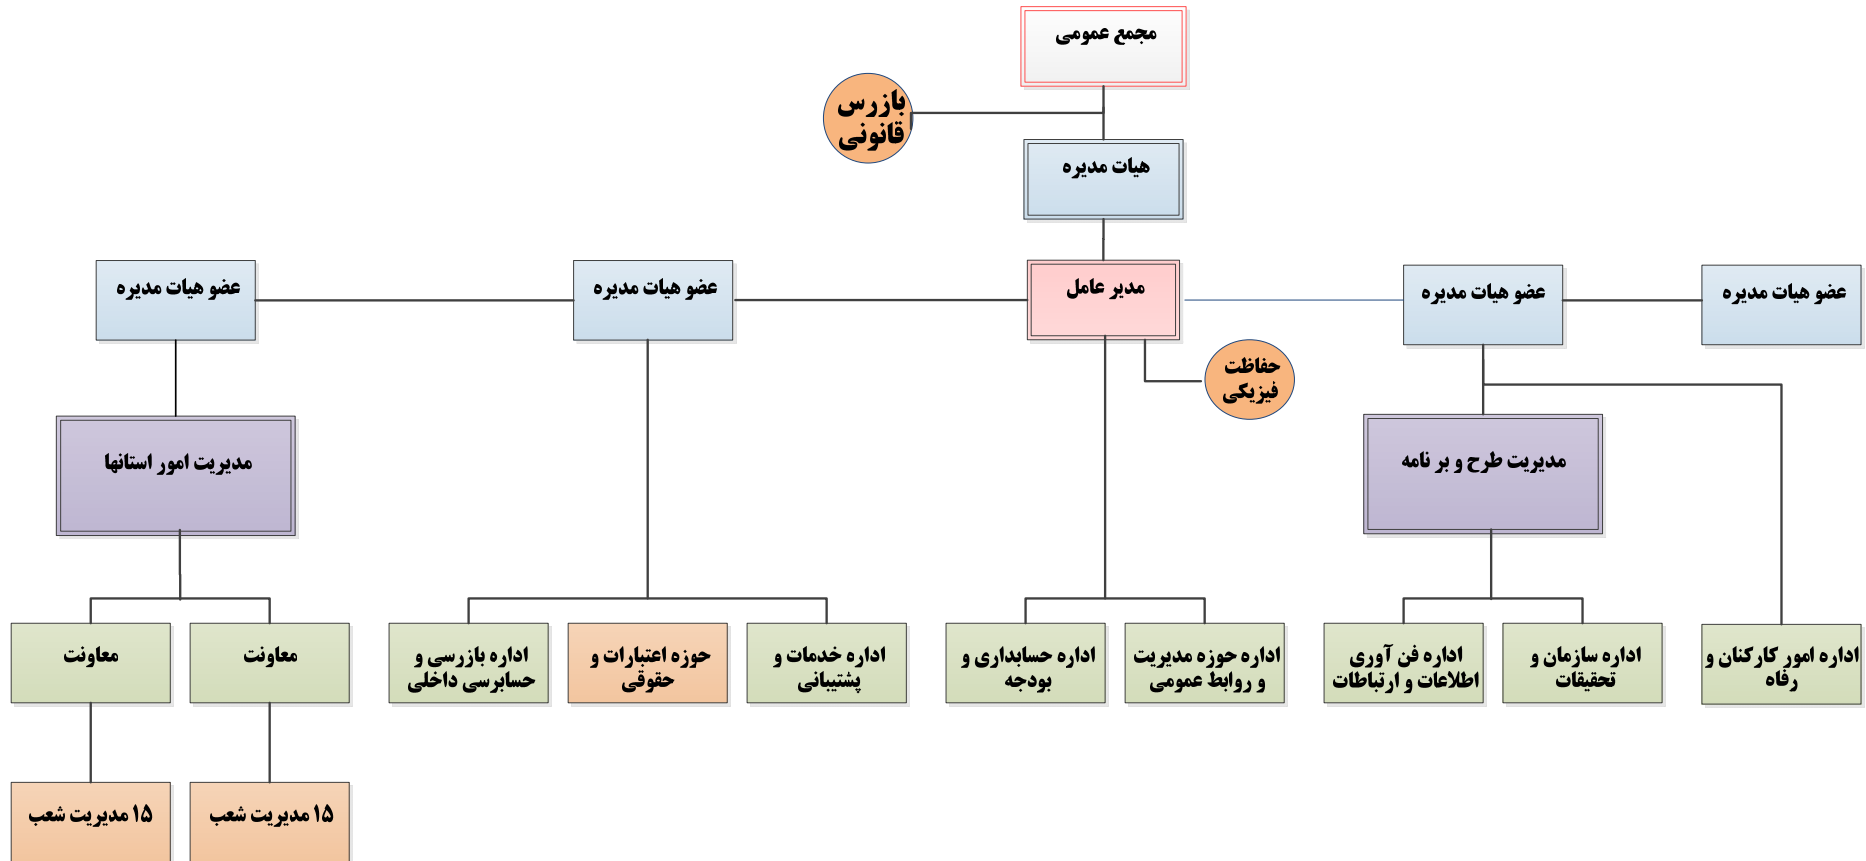 مجمع عمومی
بازرس
قانونی
هیات مدیره
عضو هیات مدیره
عضو هیات مدیره
مدیر عامل
عضو هیات مدیره
عضو هیات مدیره
حفاظت
فیزیکی
مدیریت طرح و بر نامه
مدیریت امور استانها
اداره امور کارکنان و
رفاه
اداره سازمان و
تحقیقات
اداره فن آوری
اطلاعات و ارتباطات
اداره حوزه مدیریت
و روابط عمومی
اداره حسابداری و
بودجه
اداره خدمات و
پشتیبانی
حوزه اعتبارات و
حقوقی
اداره بازرسی و
حسابرسی داخلی
معاونت
معاونت
۱۵ مدیریت شعب
۱۵ مدیریت شعب